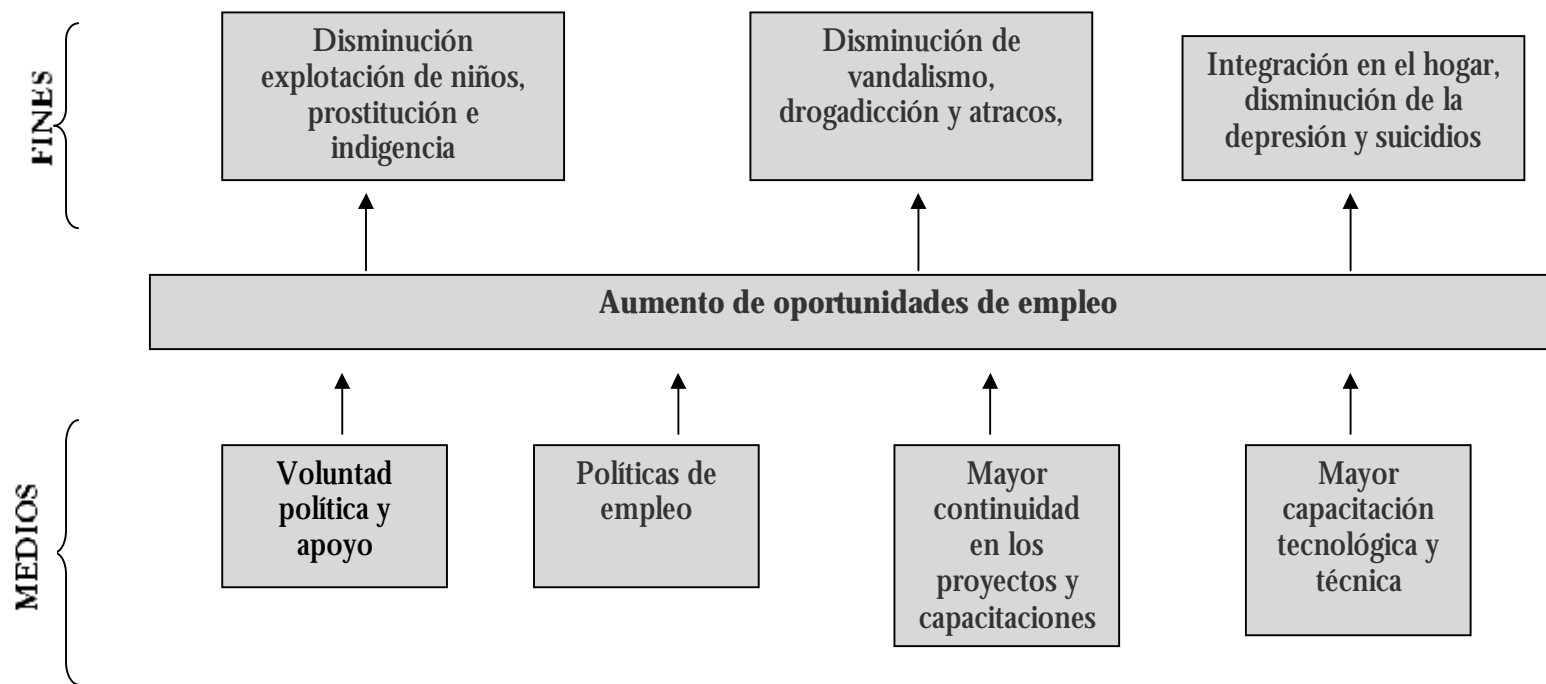 FINES
Disminución
explotación de niños,
prostitución e
indigencia
Disminución de
vandalismo,
drogadicción y atracos,
Integración en el hogar,
disminución de la
depresión y suicidios
Aumento de oportunidades de empleo
MEDIOS
Voluntad
política y
apoyo
Políticas de
empleo
Mayor
continuidad
en los
proyectos y
capacitaciones
Mayor
capacitación
tecnológica y
técnica